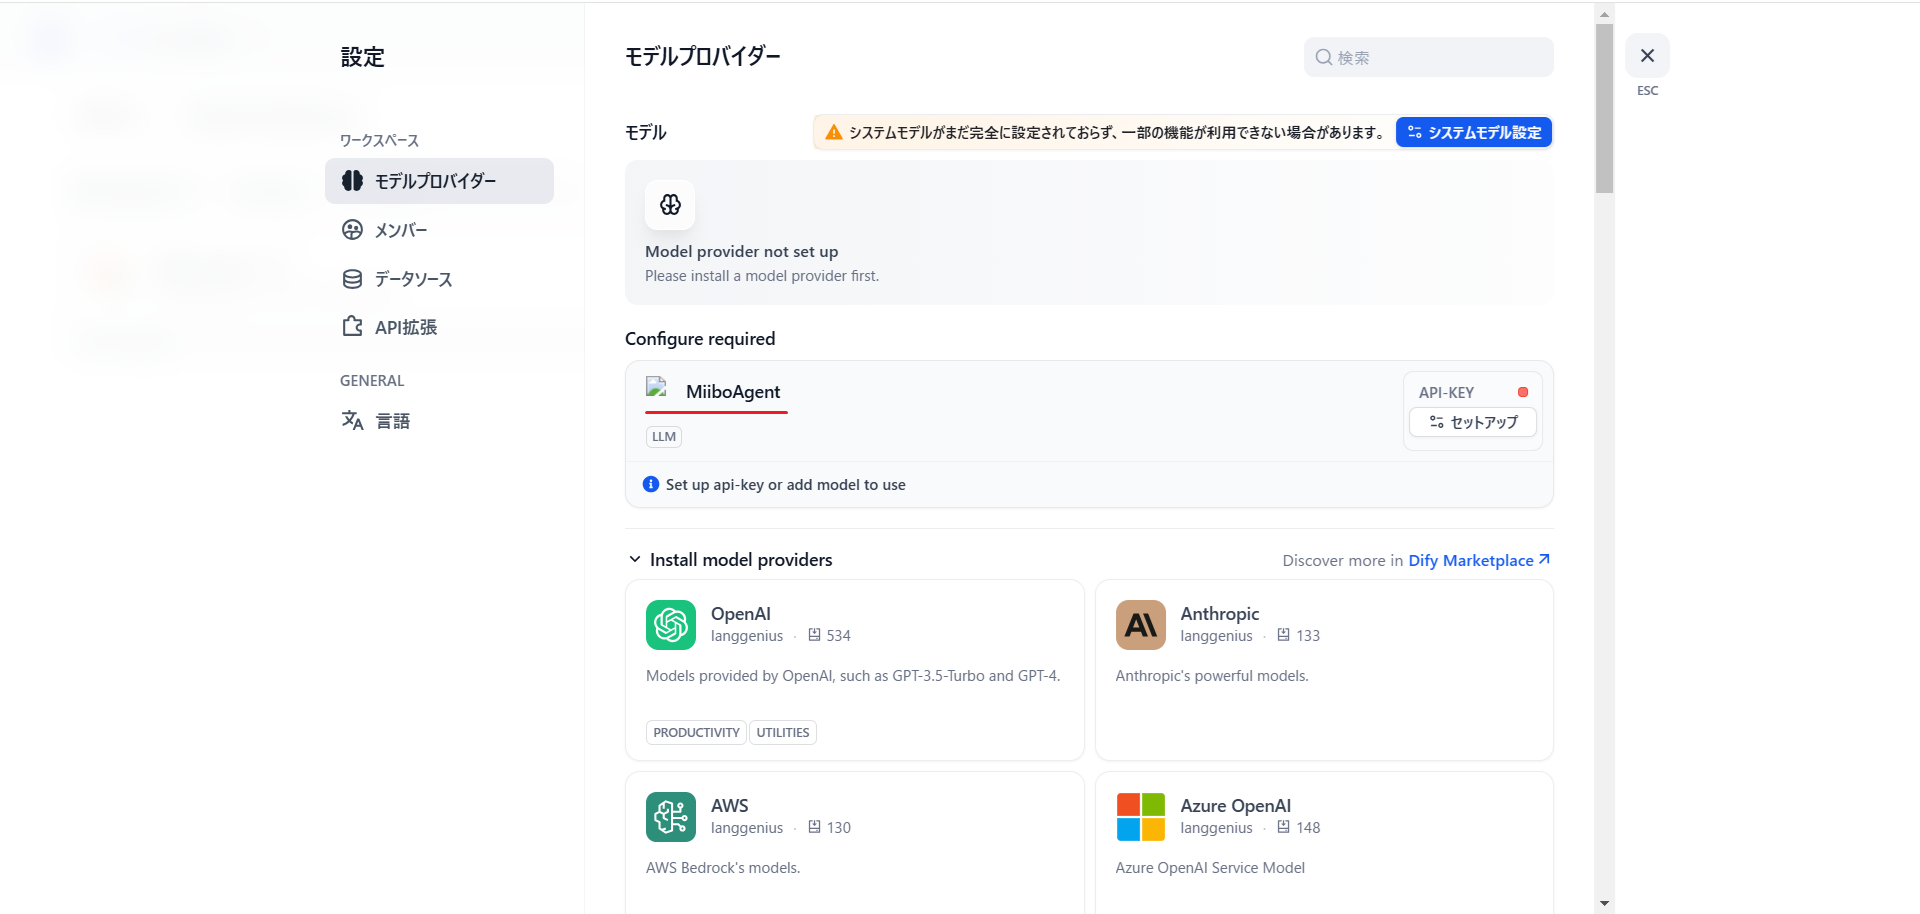 設定
ワークスペース
モデルプロバイダー
メンバー
データソース
API拡張
GENERAL
言語
モデルプロバイダー
検索
ESC
モデル
システムモデルがまだ完全に設定されておらず、一部の機能が利用できない場合があります。
システムモデル設定
Model provider not set up
Please install a model provider first.
Configure required
MiiboAgent
LLM
API-KEY
セットアップ
Set up api-key or add model to use
Install model providers
Discover more in Dify Marketplace
OpenAI
langgenius · 534
Models provided by OpenAI, such as GPT-3.5-Turbo and GPT-4.
PRODUCTIVITY UTILITIES
Anthropic
langgenius · 133
Anthropic's powerful models.
AWS
langgenius · 130
AWS Bedrock's models.
Azure OpenAI
langgenius · 148
Azure OpenAI Service Model